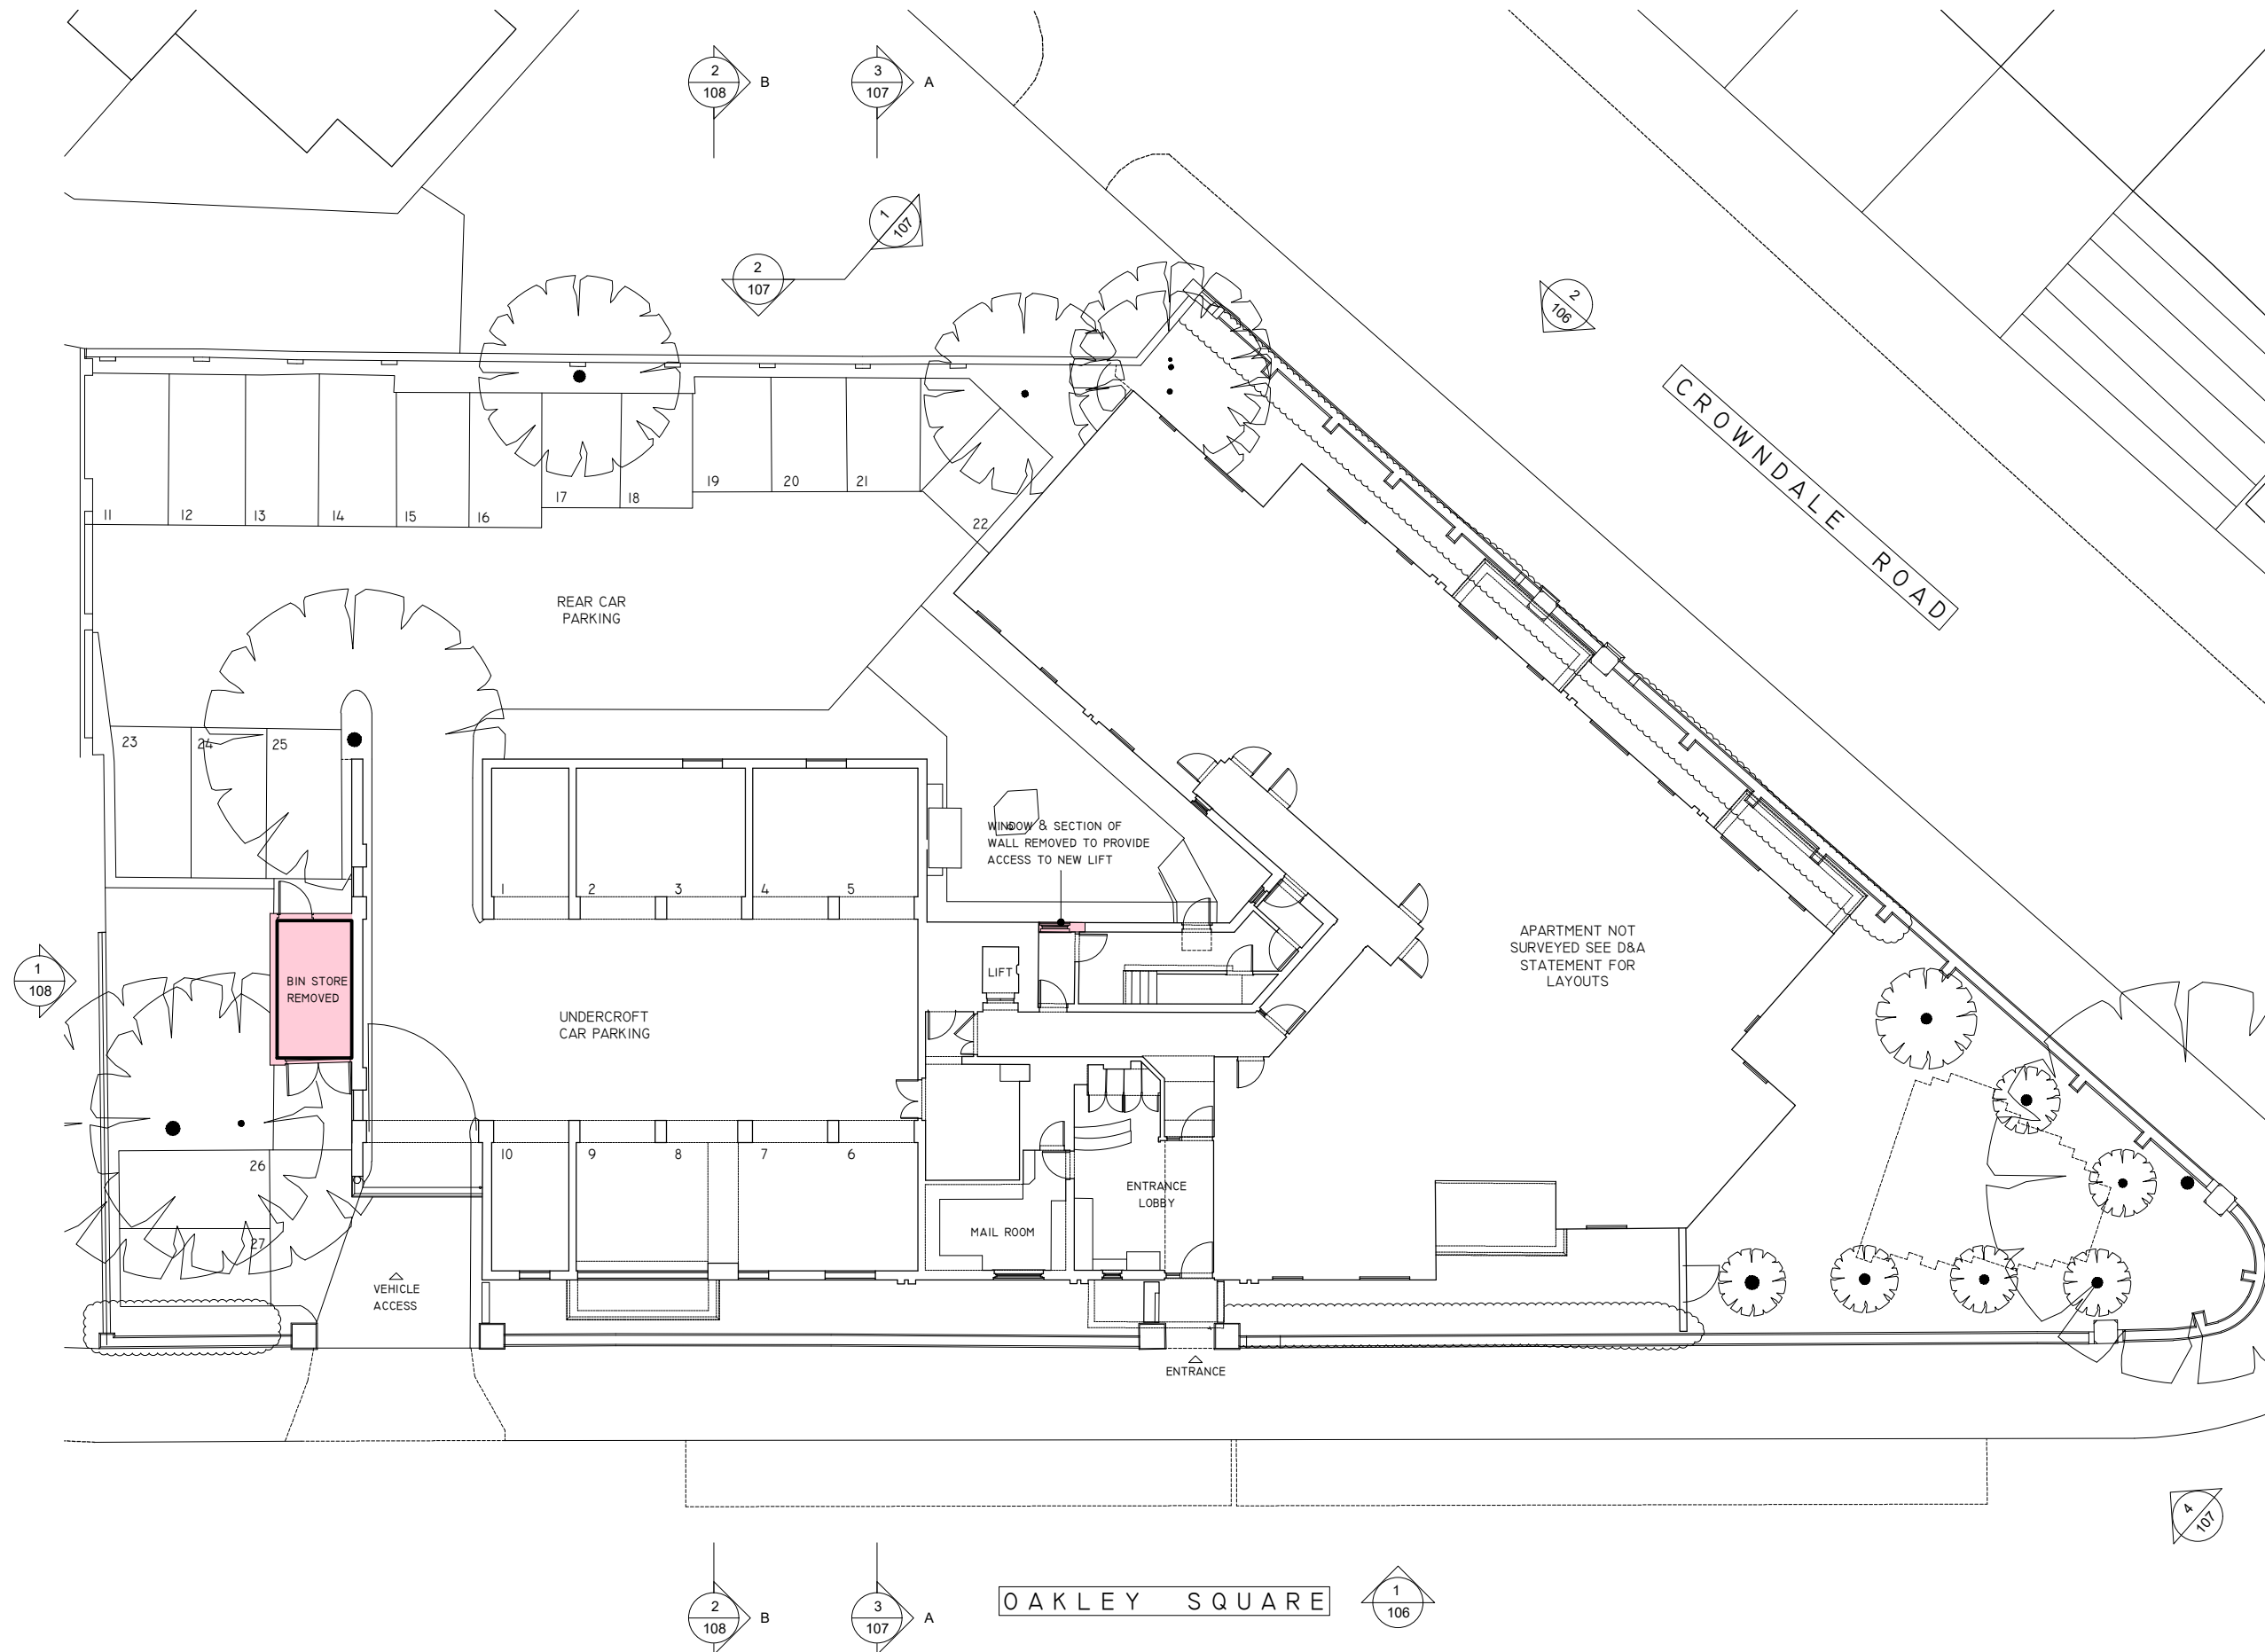 2
108
B
3
107
A
1
107
2
107
2
106
CROWNDALE ROAD
11
12
13
14
15
16
17
18
19
20
21
22
REAR CAR
PARKING
23
24
25
WINDOW & SECTION OF
WALL REMOVED TO PROVIDE
ACCESS TO NEW LIFT
1
2
3
4
5
APARTMENT NOT
SURVEYED SEE D&A
STATEMENT FOR
LAYOUTS
1
108
BIN STORE
REMOVED
LIFT
UNDERCROFT
CAR PARKING
10
9
8
7
6
26
27
ENTRANCE
LOBBY
MAIL ROOM
VEHICLE
ACCESS
ENTRANCE
4
107
2
108
B
3
107
A
OAKLEY SQUARE
1
106